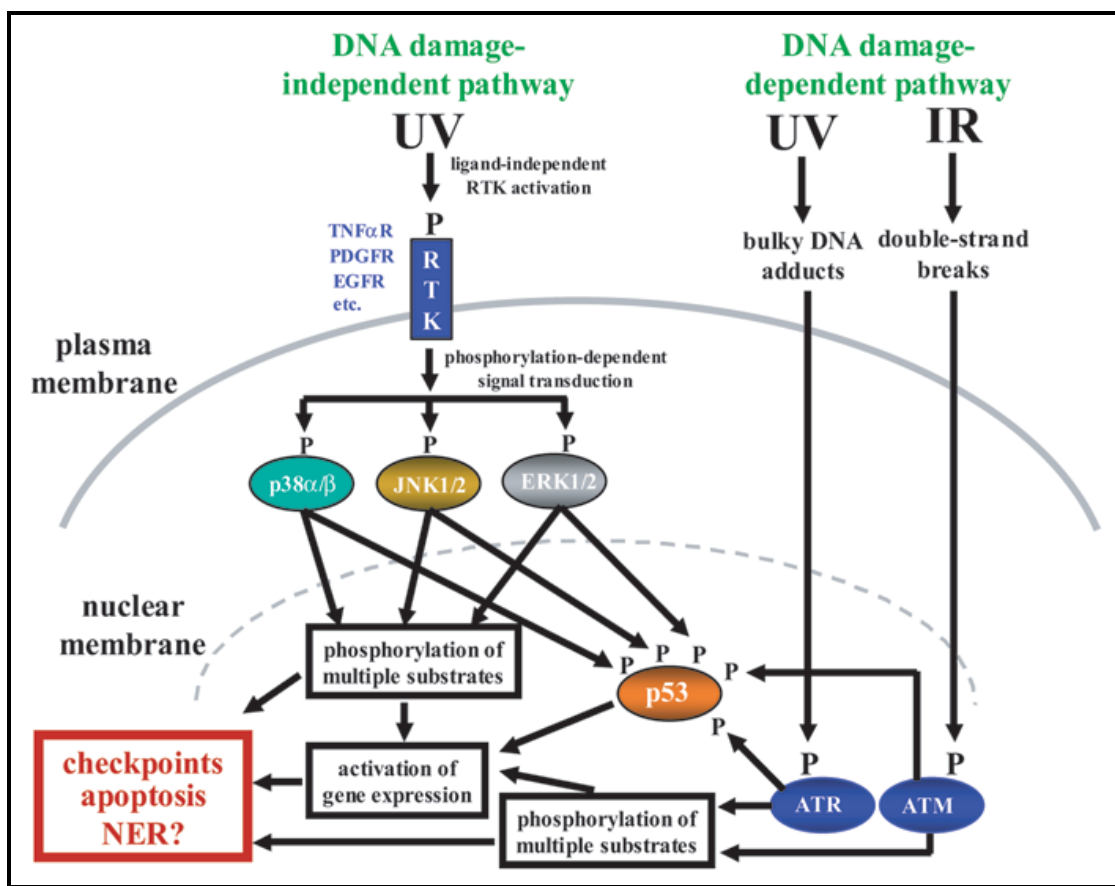 DNA damage-
independent pathway
DNA damage-
dependent pathway
UV
UV
IR
ligand-independent
RTK activation
P
TNFαR
PDGFR
EGFR
etc.
R
T
K
bulky DNA
adducts
double-strand
breaks
plasma
membrane
phosphorylation-dependent
signal transduction
P
P
P
p38α/β
JNK1/2
ERK1/2
nuclear
membrane
phosphorylation of
multiple substrates
P
P
P
P
P
p53
P
P
ATR
ATM
checkpoints
apoptosis
NER?
activation of
gene expression
phosphorylation of
multiple substrates